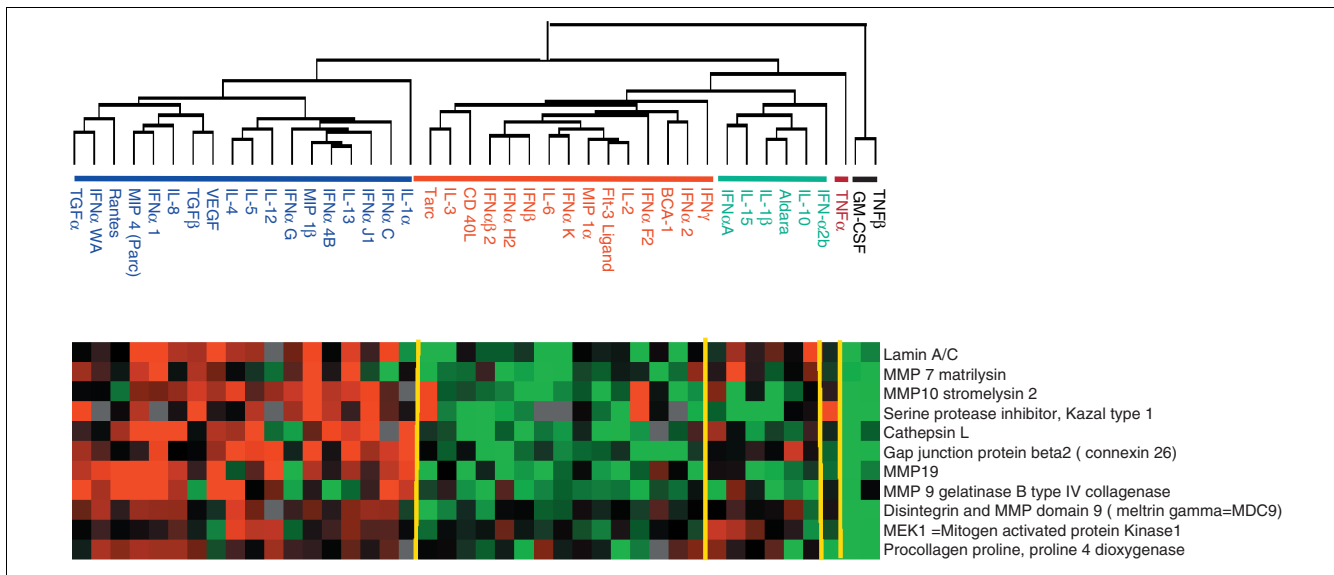 TGFα
IFNα WA
Rantes
MIP 4 (Parc)
IFNα 1
IL-8
TGFβ
VEGF
IL-4
IL-5
IL-12
IFNα G
MIP 1β
IFNα 4B
IL-13
IFNα J1
IFNα C
IL-1α
Tarc
IL-3
CD 40L
IFNαβ 2
IFNα H2
IFNβ
IL-6
IFNα K
MIP 1α
Flt-3 Ligand
IL-2
IFNα F2
BCA-1
IFNα 2
IFNγ
IFNαA
IL-15
IL-1β
Aldara
IL-10
IFN-α2b
TNFα
GM-CSF
TNFβ
Lamin A/C
MMP 7 matrilysin
MMP10 stromelysin 2
Serine protease inhibitor, Kazal type 1
Cathepsin L
Gap junction protein beta2 ( connexin 26)
MMP19
MMP 9 gelatinase B type IV collagenase
Disintegrin and MMP domain 9 ( meltrin gamma=MDC9)
MEK1 =Mitogen activated protein Kinase1
Procollagen proline, proline 4 dioxygenase